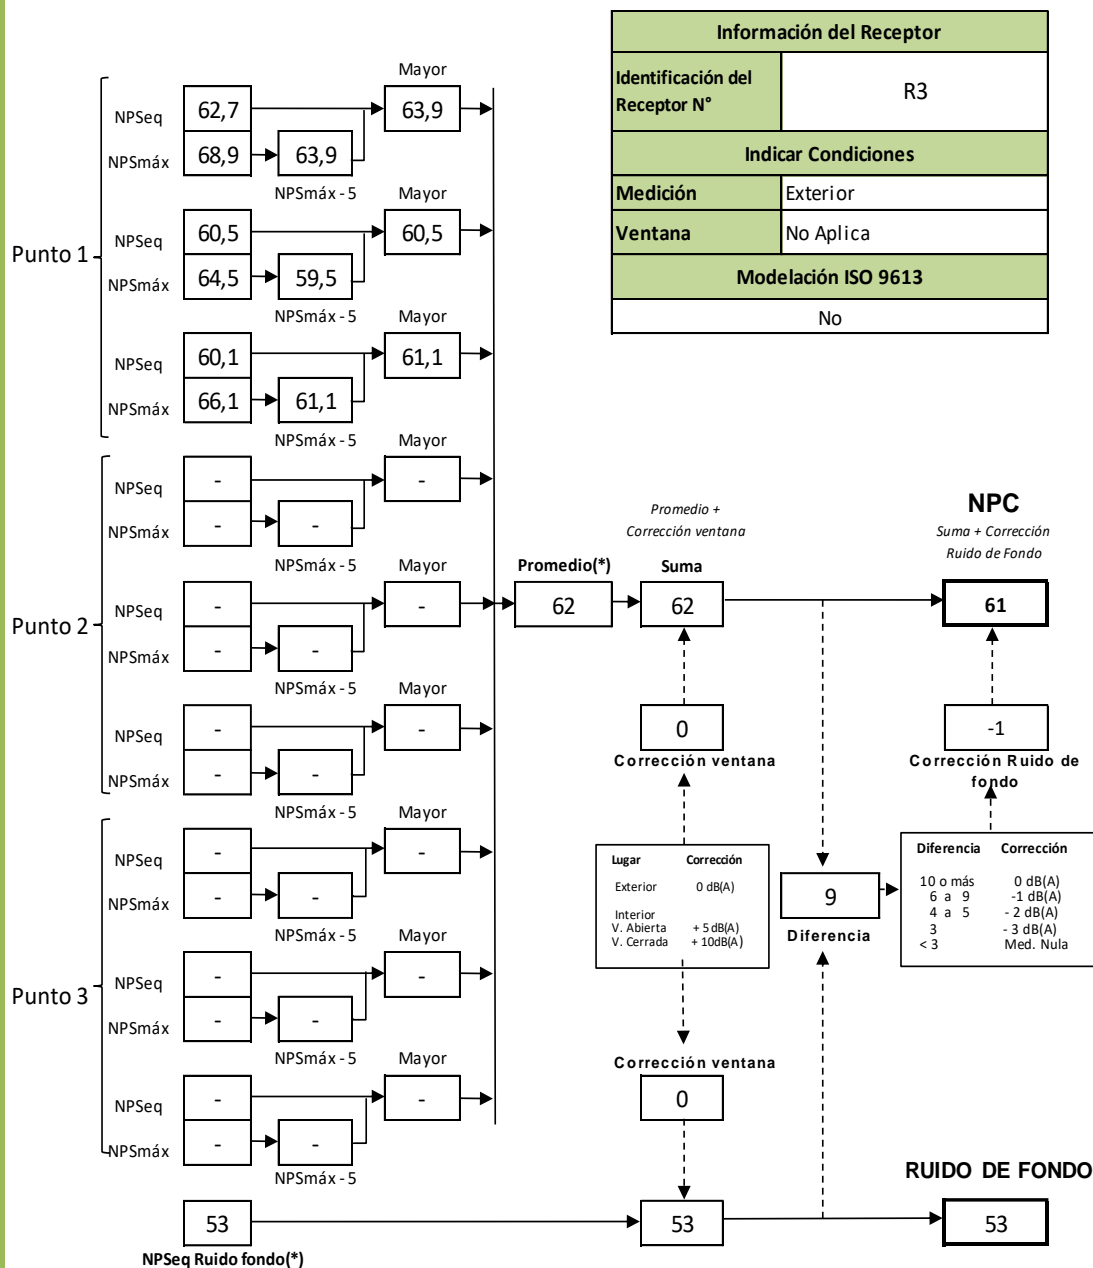 Información del Receptor
Identificación del Receptor N°
R3
Indicar Condiciones
Medición
Exterior
Ventana
No Aplica
Modelación ISO 9613
No
Punto 1
Mayor
NPSeq
62,7
63,9
NPSmáx
68,9
63,9
NPSmáx - 5
Mayor
NPSeq
60,5
60,5
NPSmáx
64,5
59,5
NPSmáx - 5
Mayor
NPSeq
60,1
61,1
NPSmáx
66,1
61,1
NPSmáx - 5
Punto 2
Mayor
NPSeq
-
-
NPSmáx
-
-
NPSmáx - 5
Mayor
NPSeq
-
-
NPSmáx
-
-
NPSmáx - 5
Mayor
NPSeq
-
-
NPSmáx
-
-
NPSmáx - 5
Punto 3
Mayor
NPSeq
-
-
NPSmáx
-
-
NPSmáx - 5
Mayor
NPSeq
-
-
NPSmáx
-
-
NPSmáx - 5
Mayor
NPSeq
-
-
NPSmáx
-
-
NPSmáx - 5
Promedio(*)
62
Promedio +
Corrección ventana
Suma
62
NPC
Suma + Corrección
Ruido de Fondo
61
0
Corrección ventana
-1
Corrección Ruido de
fondo
Lugar Corrección
Exterior 0 dB(A)
Interior
V. Abierta + 5 dB(A)
V. Cerrada + 10dB(A)
9
Diferencia
Diferencia Corrección
10 o más 0 dB(A)
6 a 9 -1 dB(A)
4 a 5 - 2 dB(A)
3 - 3 dB(A)
< 3 Med. Nula
Corrección ventana
0
RUIDO DE FONDO
53
53
53
NPSeq Ruido fondo(*)